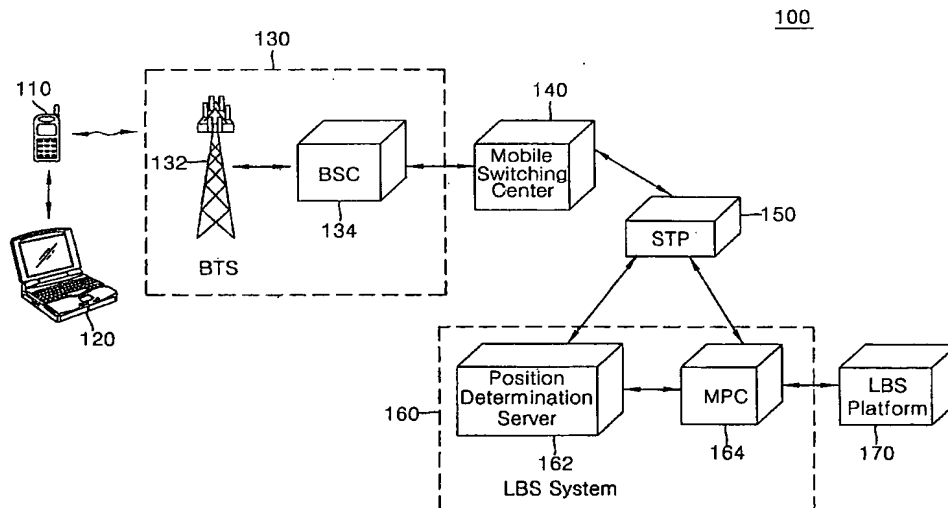 100
130
110
140
132
BSC
Mobile
Switching
Center
150
134
STP
BTS
120
160
Position
Determination
Server
MPC
LBS
Platform
162
164
170
LBS System